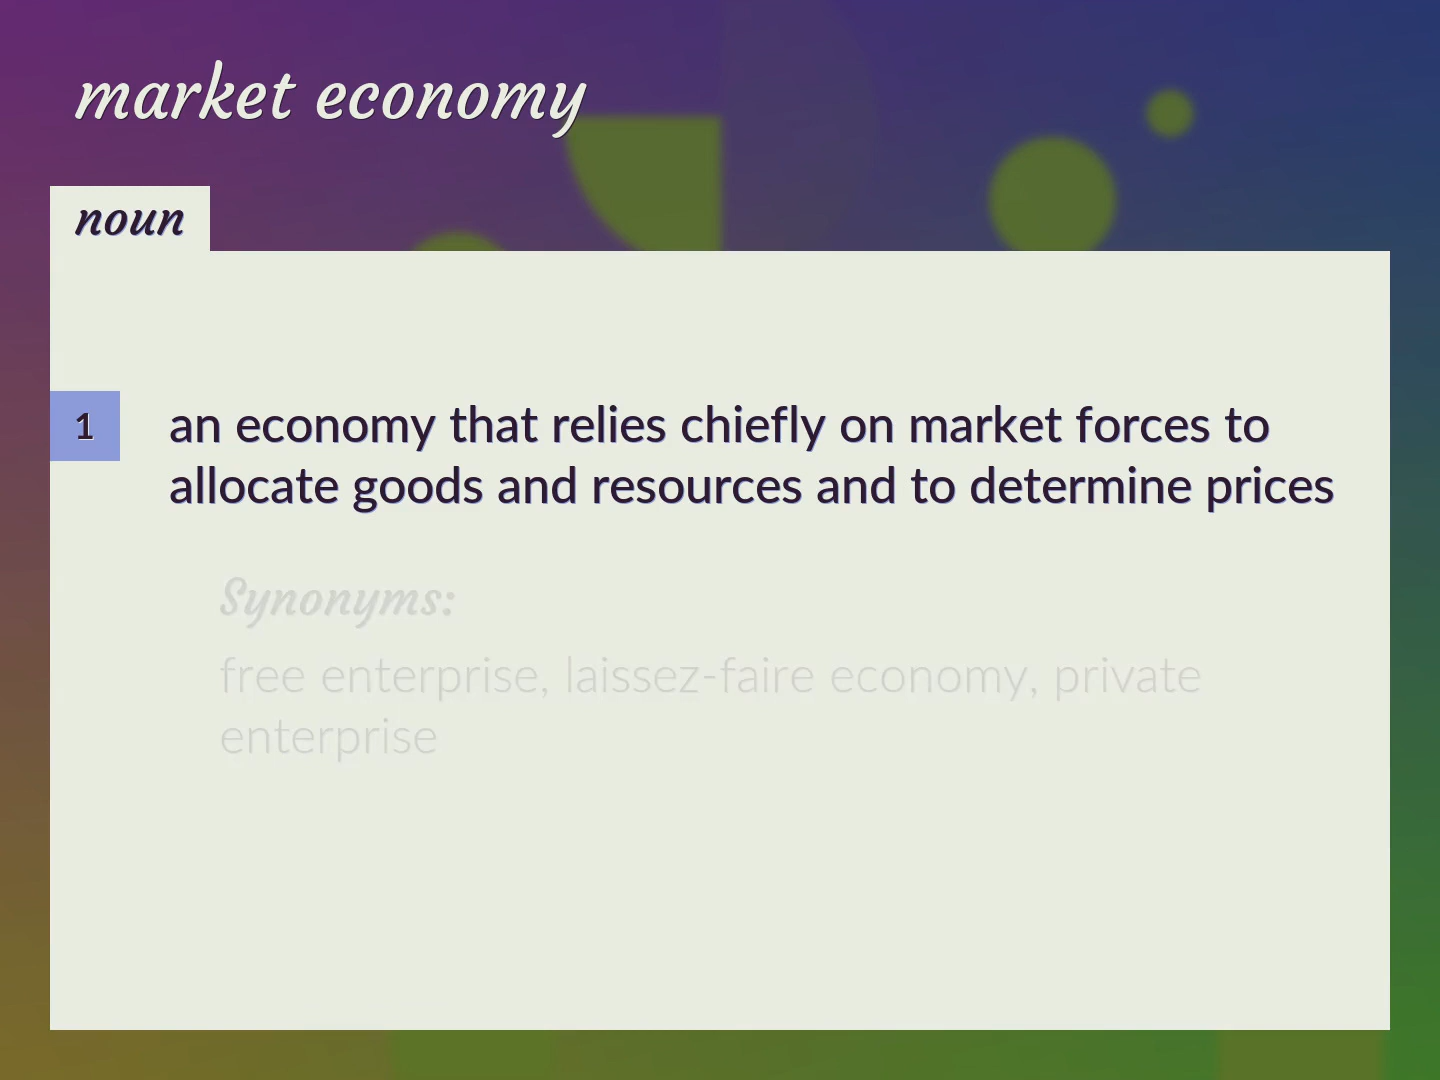 market economy
noun
1
an economy that relies chiefly on market forces to
allocate goods and resources and to determine prices
Synonyms:
free enterprise, laissez-faire economy, private
enterprise